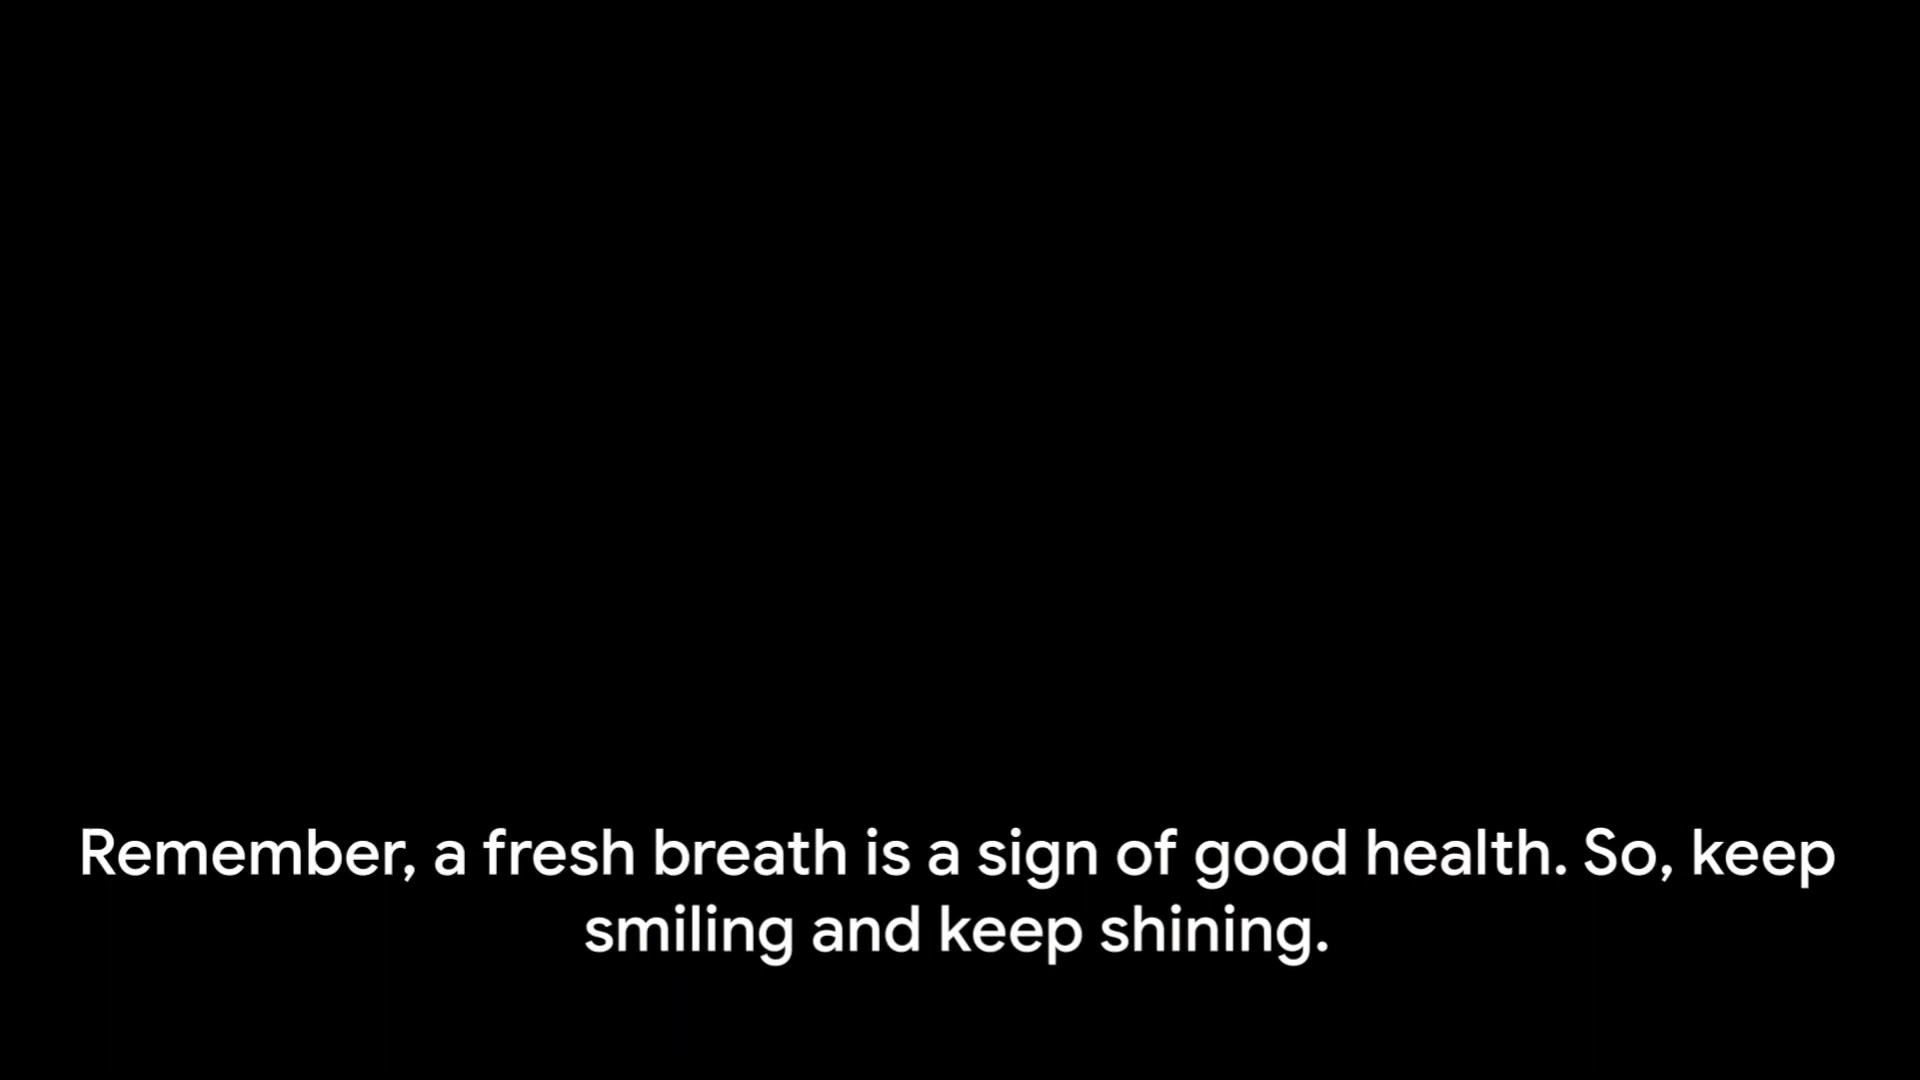 Remember, a fresh breath is a sign of good health. So, keep
smiling and keep shining.